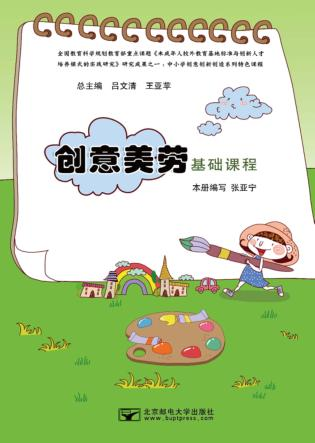 全国教育科学规划教育部重点课题《未成年人校外教育基地标准与创新人才
培养模式的实践研究》研究成果之一：中小学创意创新创造系列特色课程
总主编 吕文清 王亚苹
创意美劳基础课程
本册编写 张亚宁
北京邮电大学出版社
www.buptpress.com